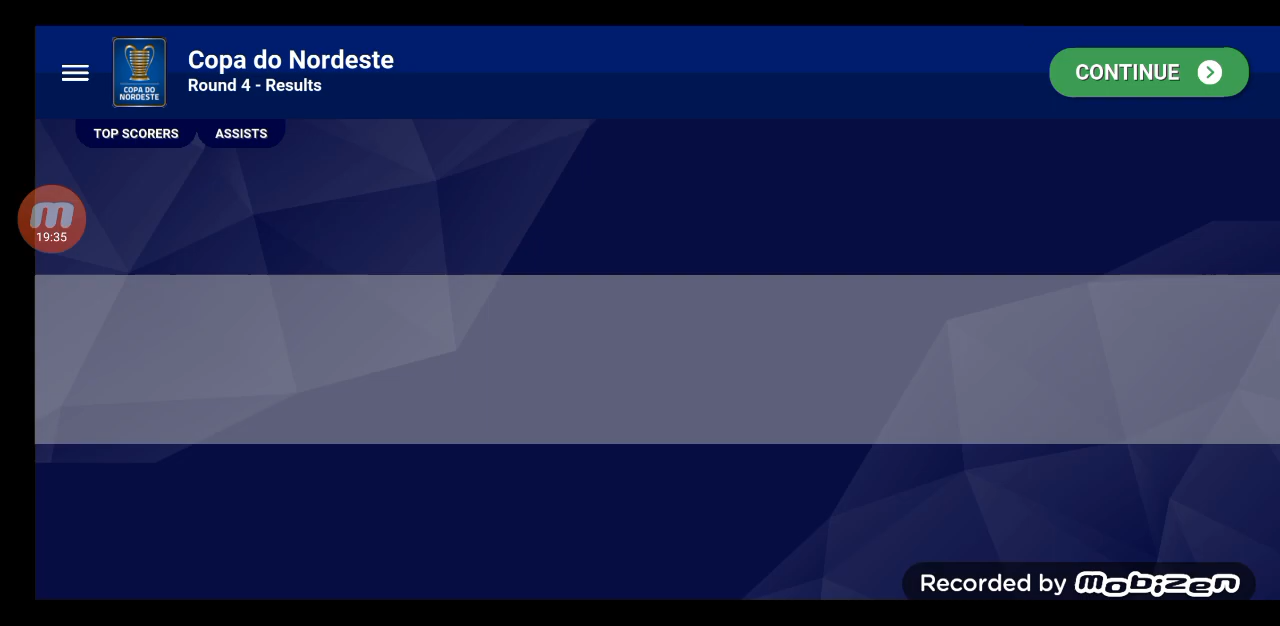 Copa do Nordeste
Round 4 - Results
COPA DO
NORDESTE
CONTINUE
TOP SCORERS
ASSISTS
m
19:35
Recorded by mobizen